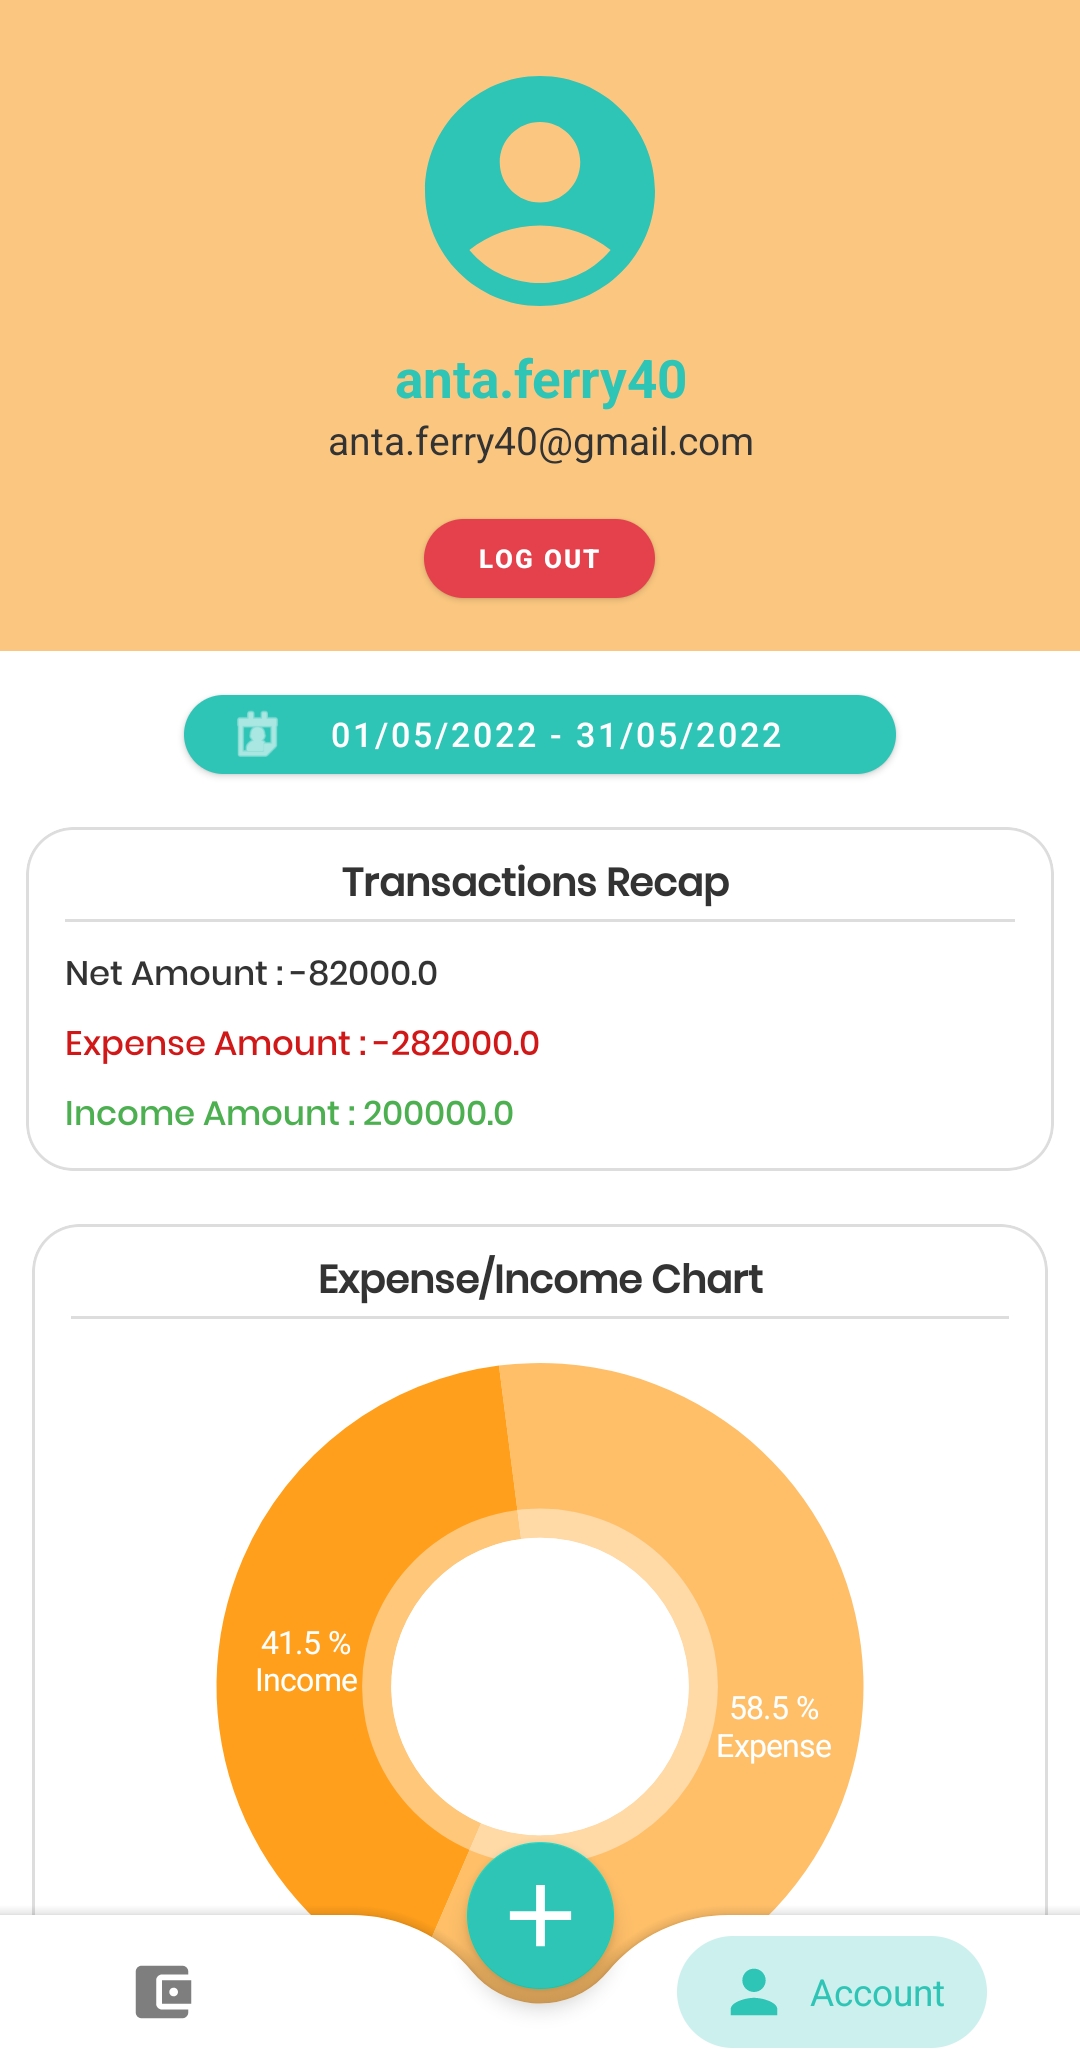 anta.ferry40
anta.ferry40@gmail.com
LOG OUT
01/05/2022 - 31/05/2022
Transactions Recap
Net Amount : -82000.0
Expense Amount : -282000.0
Income Amount : 200000.0
Expense/Income Chart
41.5 %
Income
58.5 %
Expense
Account